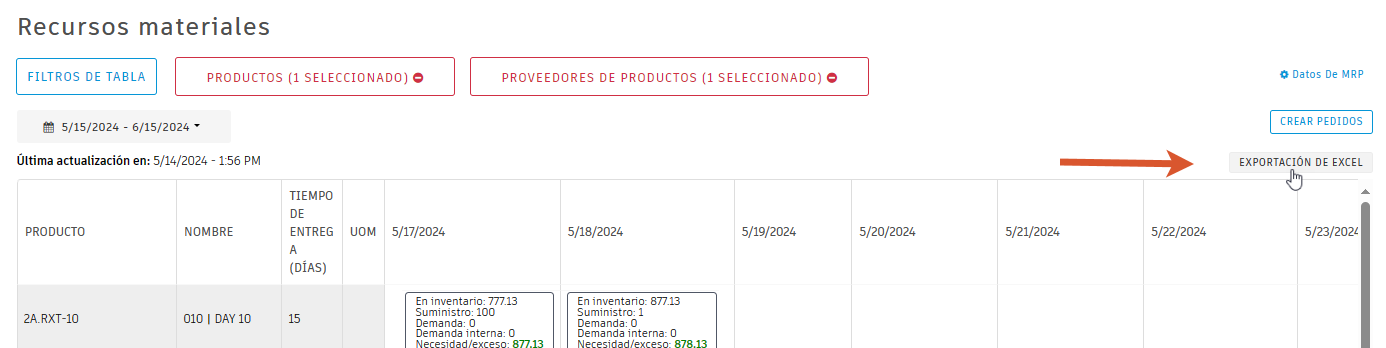 Recursos materiales
FILTROS DE TABLA
PRODUCTOS (1 SELECCIONADO)
PROVEEDORES DE PRODUCTOS (1 SELECCIONADO)
Datos De MRP
5/15/2024 - 6/15/2024
CREAR PEDIDOS
Última actualización en: 5/14/2024 - 1:56 PM
EXPORTACIÓN DE EXCEL
PRODUCTO
NOMBRE
TIEMPO
DE
ENTREG
A
(DÍAS)
UOM
5/17/2024
5/18/2024
5/19/2024
5/20/2024
5/21/2024
5/22/2024
5/23/2024
2A.RXT-10
010 | DAY 10
15
En inventario: 777.13
Suministro: 100
Demanda: 0
Demanda interna: 0
Necesidad/exceso: 877.13
En inventario: 877.13
Suministro: 1
Demanda: 0
Demanda interna: 0
Necesidad/exceso: 878.13